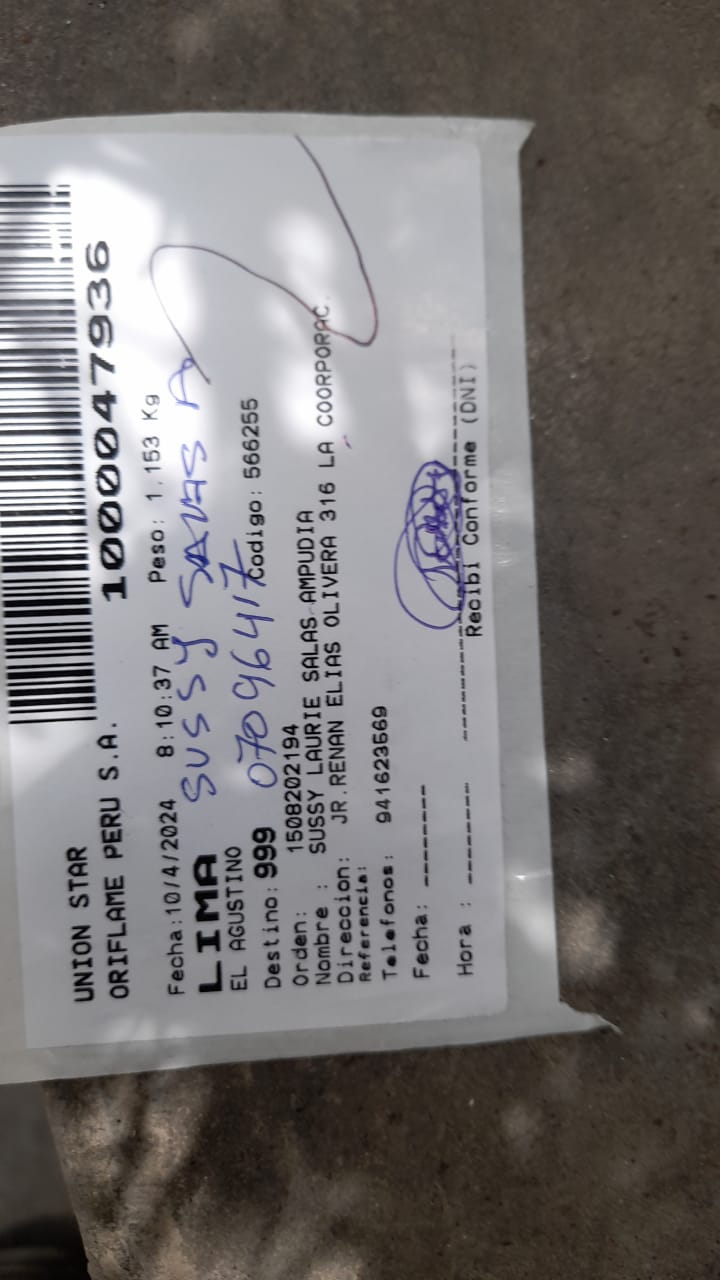 1000047936
UNION STAR
ORIFLAME PERU S.A.
Fecha:10/4/2024 8:10:37 AM Peso: 1.153 Kg
LIMA
SUSSY SALAS A
EL AGUSTINO
07096417
Destino: 999 Codigo: 566255
Orden: 1508202194
Nombre : SUSSY LAURIE SALAS AMPUDIA
Direccion: JR.RENAN ELIAS OLIVERA 316 LA COORPORAC.
Referencia:
Telefonos: 941623569
Fecha: --------
Hora : --------
Recibi Conforme (DNI)